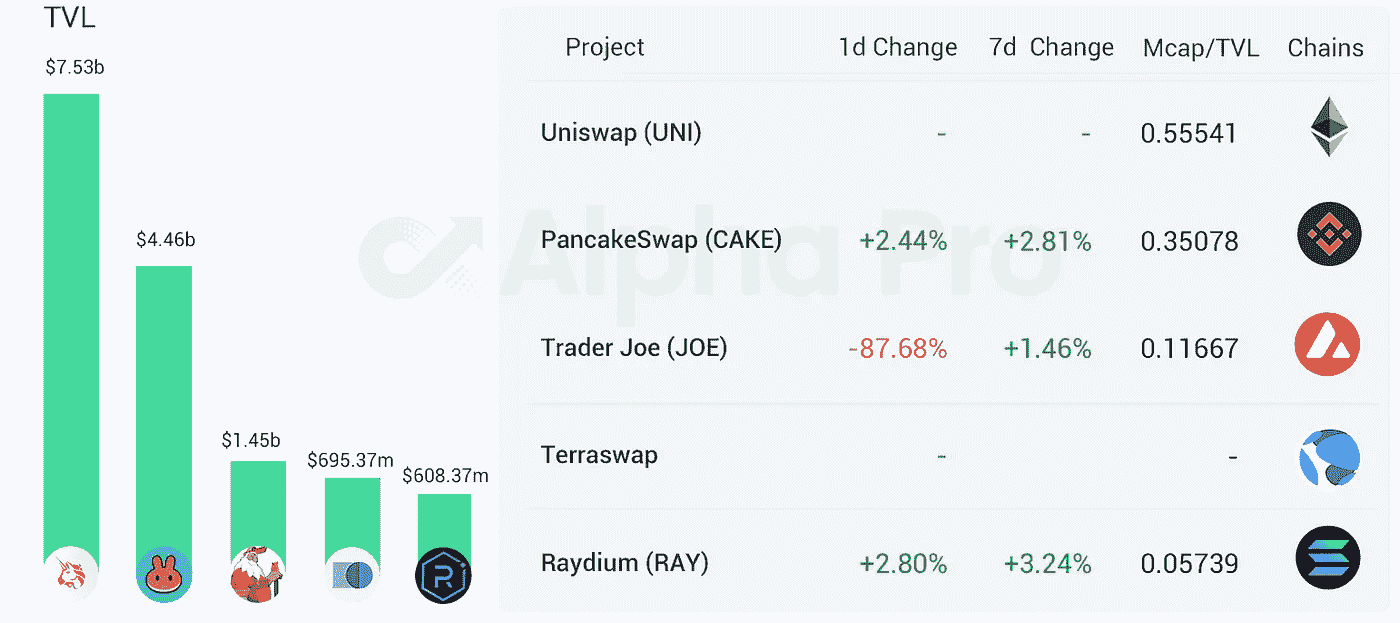 TVL
$7.53b
$4.46b
$1.45b
$695.37m
$608.37m
Project 1d Change 7d Change Mcap/TVL Chains
Uniswap (UNI) - - 0.55541
PancakeSwap (CAKE) +2.44% +2.81% 0.35078
Trader Joe (JOE) -87.68% +1.46% 0.11667
Terraswap - -
Raydium (RAY) +2.80% +3.24% 0.05739
Alpha Pro